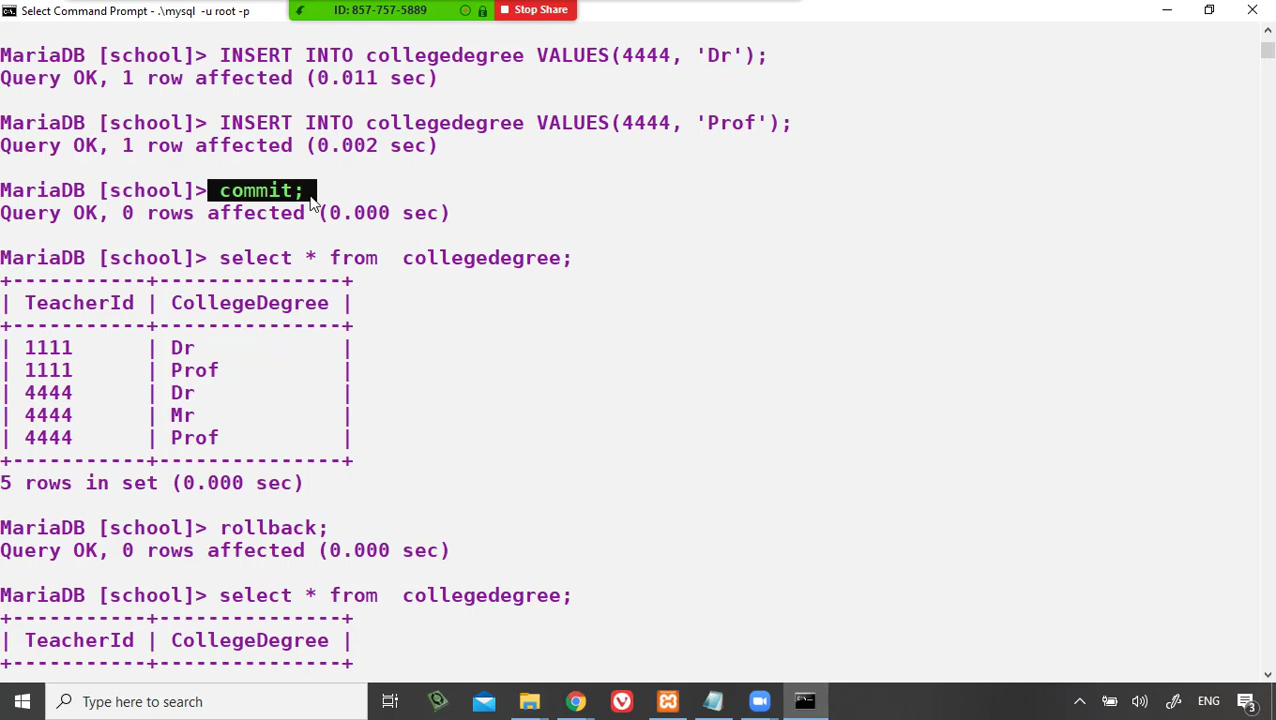 Select Command Prompt - .\mysql -u root -p
ID: 857-757-5889
Stop Share
MariaDB [school]> INSERT INTO collegedegree VALUES(4444, 'Dr');
Query OK, 1 row affected (0.011 sec)
MariaDB [school]> INSERT INTO collegedegree VALUES(4444, 'Prof');
Query OK, 1 row affected (0.002 sec)
MariaDB [school]> commit;
Query OK, 0 rows affected (0.000 sec)
MariaDB [school]> select * from  collegedegree;
+-----------+---------------+
| TeacherId | CollegeDegree |
+-----------+---------------+
| 1111      | Dr            |
| 1111      | Prof          |
| 4444      | Dr            |
| 4444      | Mr            |
| 4444      | Prof          |
+-----------+---------------+
5 rows in set (0.000 sec)
MariaDB [school]> rollback;
Query OK, 0 rows affected (0.000 sec)
MariaDB [school]> select * from  collegedegree;
+-----------+---------------+
| TeacherId | CollegeDegree |
+-----------+---------------+
Type here to search
ENG
3